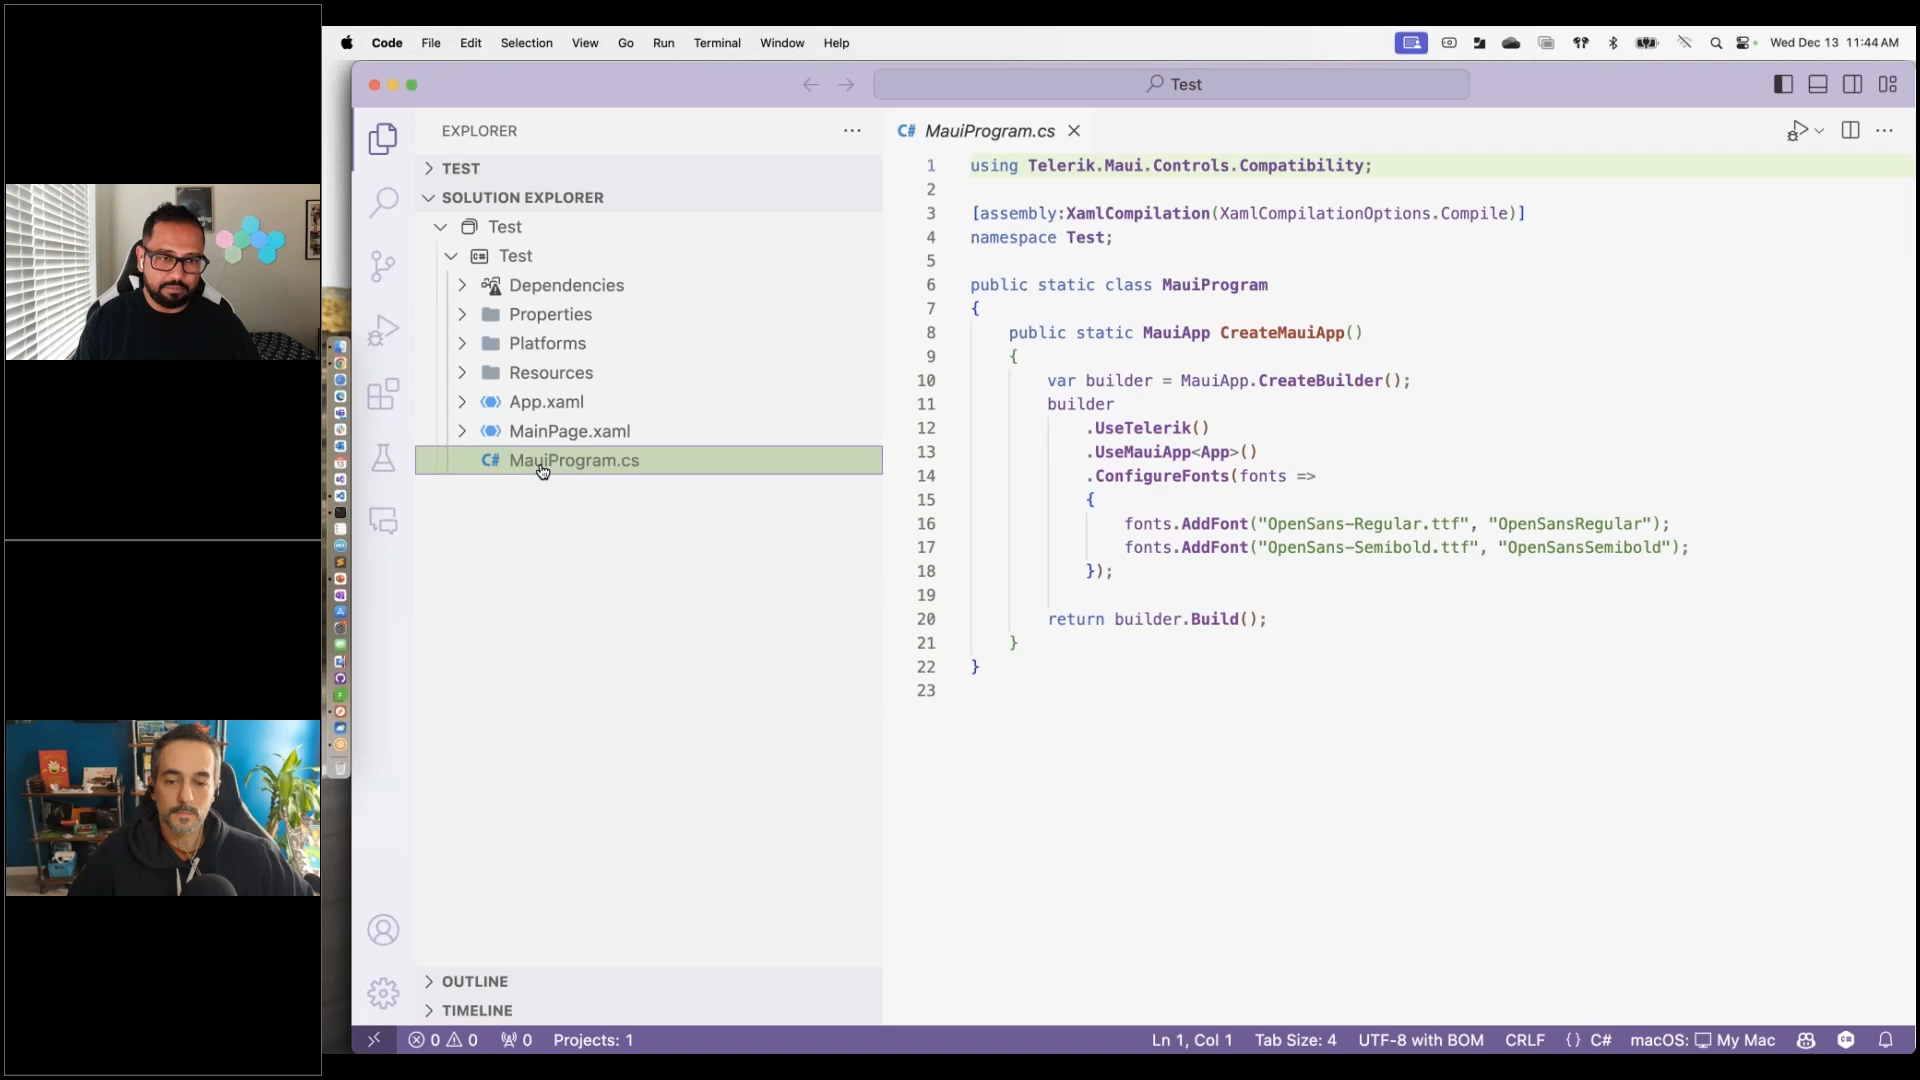 Code File Edit Selection View Go Run Terminal Window Help
Wed Dec 13 11:44 AM
Test
EXPLORER
TEST
SOLUTION EXPLORER
Test
Test
Dependencies
Properties
Platforms
Resources
App.xaml
MainPage.xaml
C# MauiProgram.cs
OUTLINE
TIMELINE
C# MauiProgram.cs
1 using Telerik.Maui.Controls.Compatibility;
2
3 [assembly:XamlCompilation(XamlCompilationOptions.Compile)]
4 namespace Test;
5
6 public static class MauiProgram
7 {
8 public static MauiApp CreateMauiApp()
9 {
10 var builder = MauiApp.CreateBuilder();
11 builder
12 .UseTelerik()
13 .UseMauiApp<App>()
14 .ConfigureFonts(fonts =>
15 {
16 fonts.AddFont("OpenSans-Regular.ttf", "OpenSansRegular");
17 fonts.AddFont("OpenSans-Semibold.ttf", "OpenSansSemibold");
18 });
19
20 return builder.Build();
21 }
22 }
23
0 0 0 Projects: 1
Ln 1, Col 1 Tab Size: 4 UTF-8 with BOM CRLF {} C# macOS: My Mac